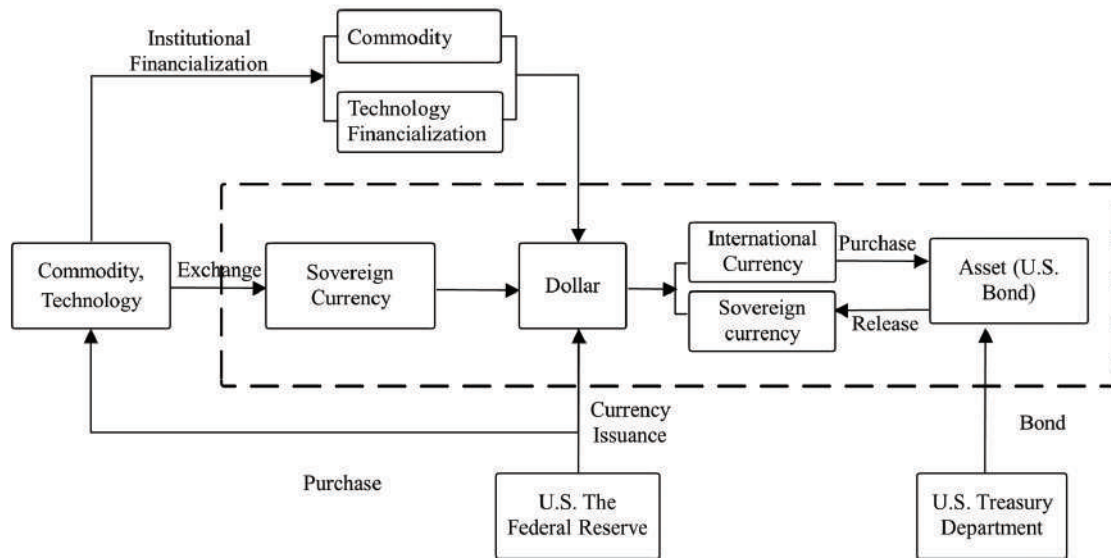 Institutional
Financialization
Commodity
Technology
Financialization
Commodity,
Technology
Exchange
Sovereign
Currency
Dollar
International
Currency
Purchase
Asset (U.S.
Bond)
Sovereign
currency
Release
Currency
Issuance
Bond
Purchase
U.S. The
Federal Reserve
U.S. Treasury
Department